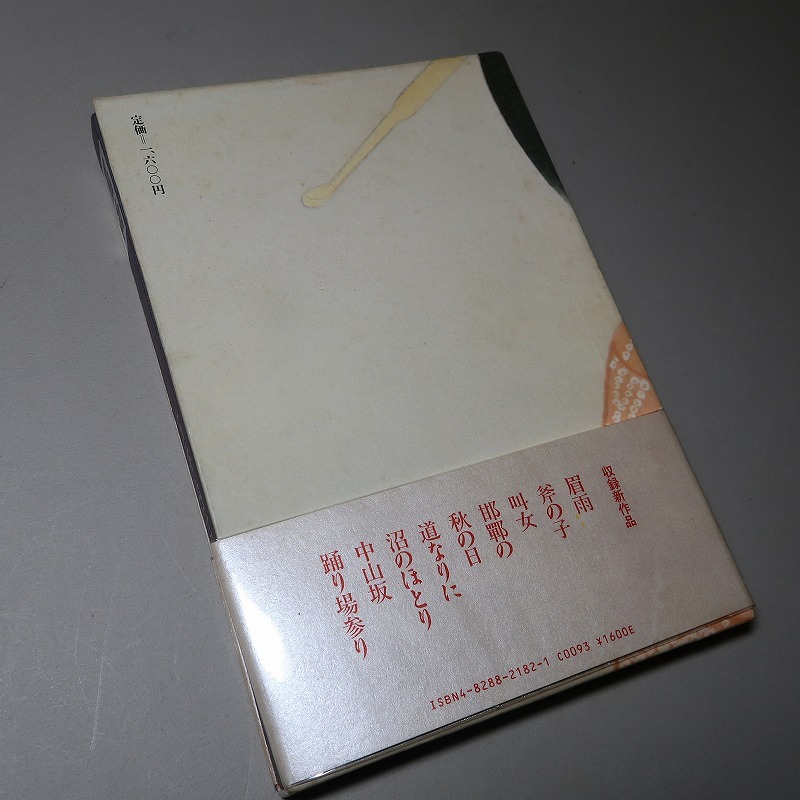 定価＝一、六〇〇円
収録新作品
眉雨
斧の子
叫女
邯鄲の
秋の日
道なりに
沼のほとり
中山坂
踊り場参り
ISBN4-8288-2182-1 C0093 ¥1600E